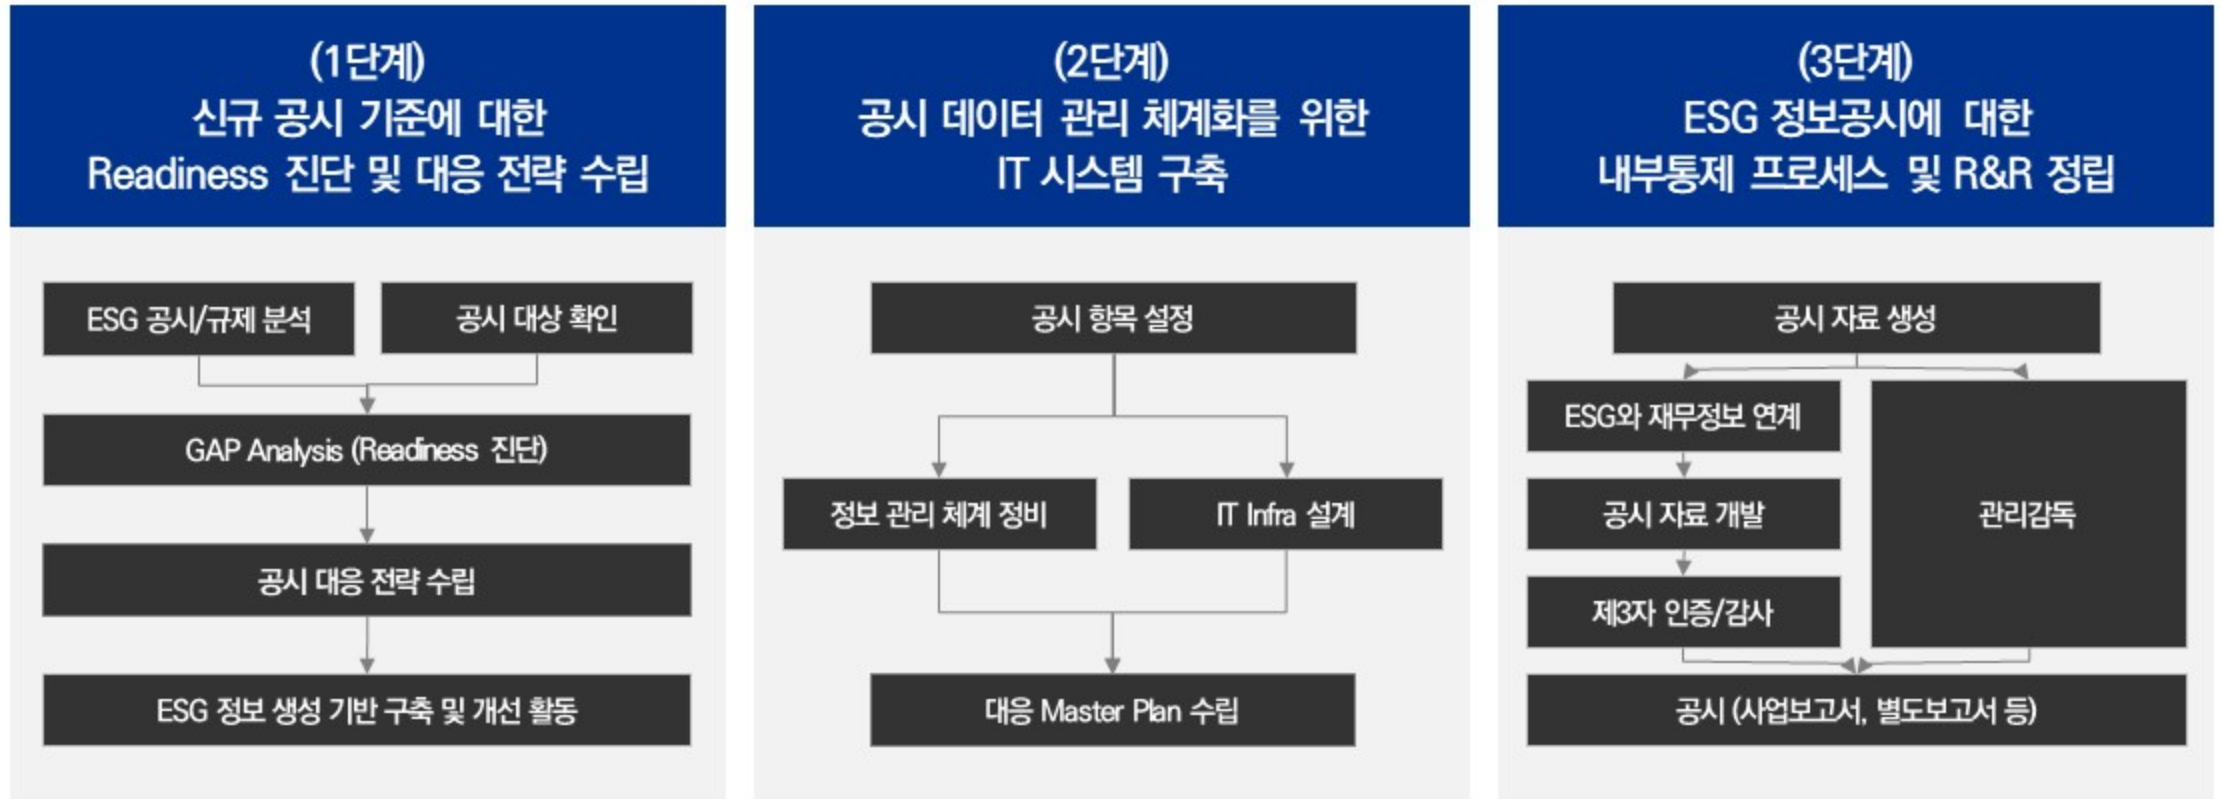 (1단계)
신규 공시 기준에 대한
Readiness 진단 및 대응 전략 수립
ESG 공시/규제 분석
공시 대상 확인
GAP Analysis (Readiness 진단)
공시 대응 전략 수립
ESG 정보 생성 기반 구축 및 개선 활동
(2단계)
공시 데이터 관리 체계화를 위한
IT 시스템 구축
공시 항목 설정
정보 관리 체계 정비
IT Infra 설계
대응 Master Plan 수립
(3단계)
ESG 정보공시에 대한
내부통제 프로세스 및 R&R 정립
공시 자료 생성
ESG와 재무정보 연계
공시 자료 개발
제3자 인증/감사
관리감독
공시 (사업보고서, 별도보고서 등)